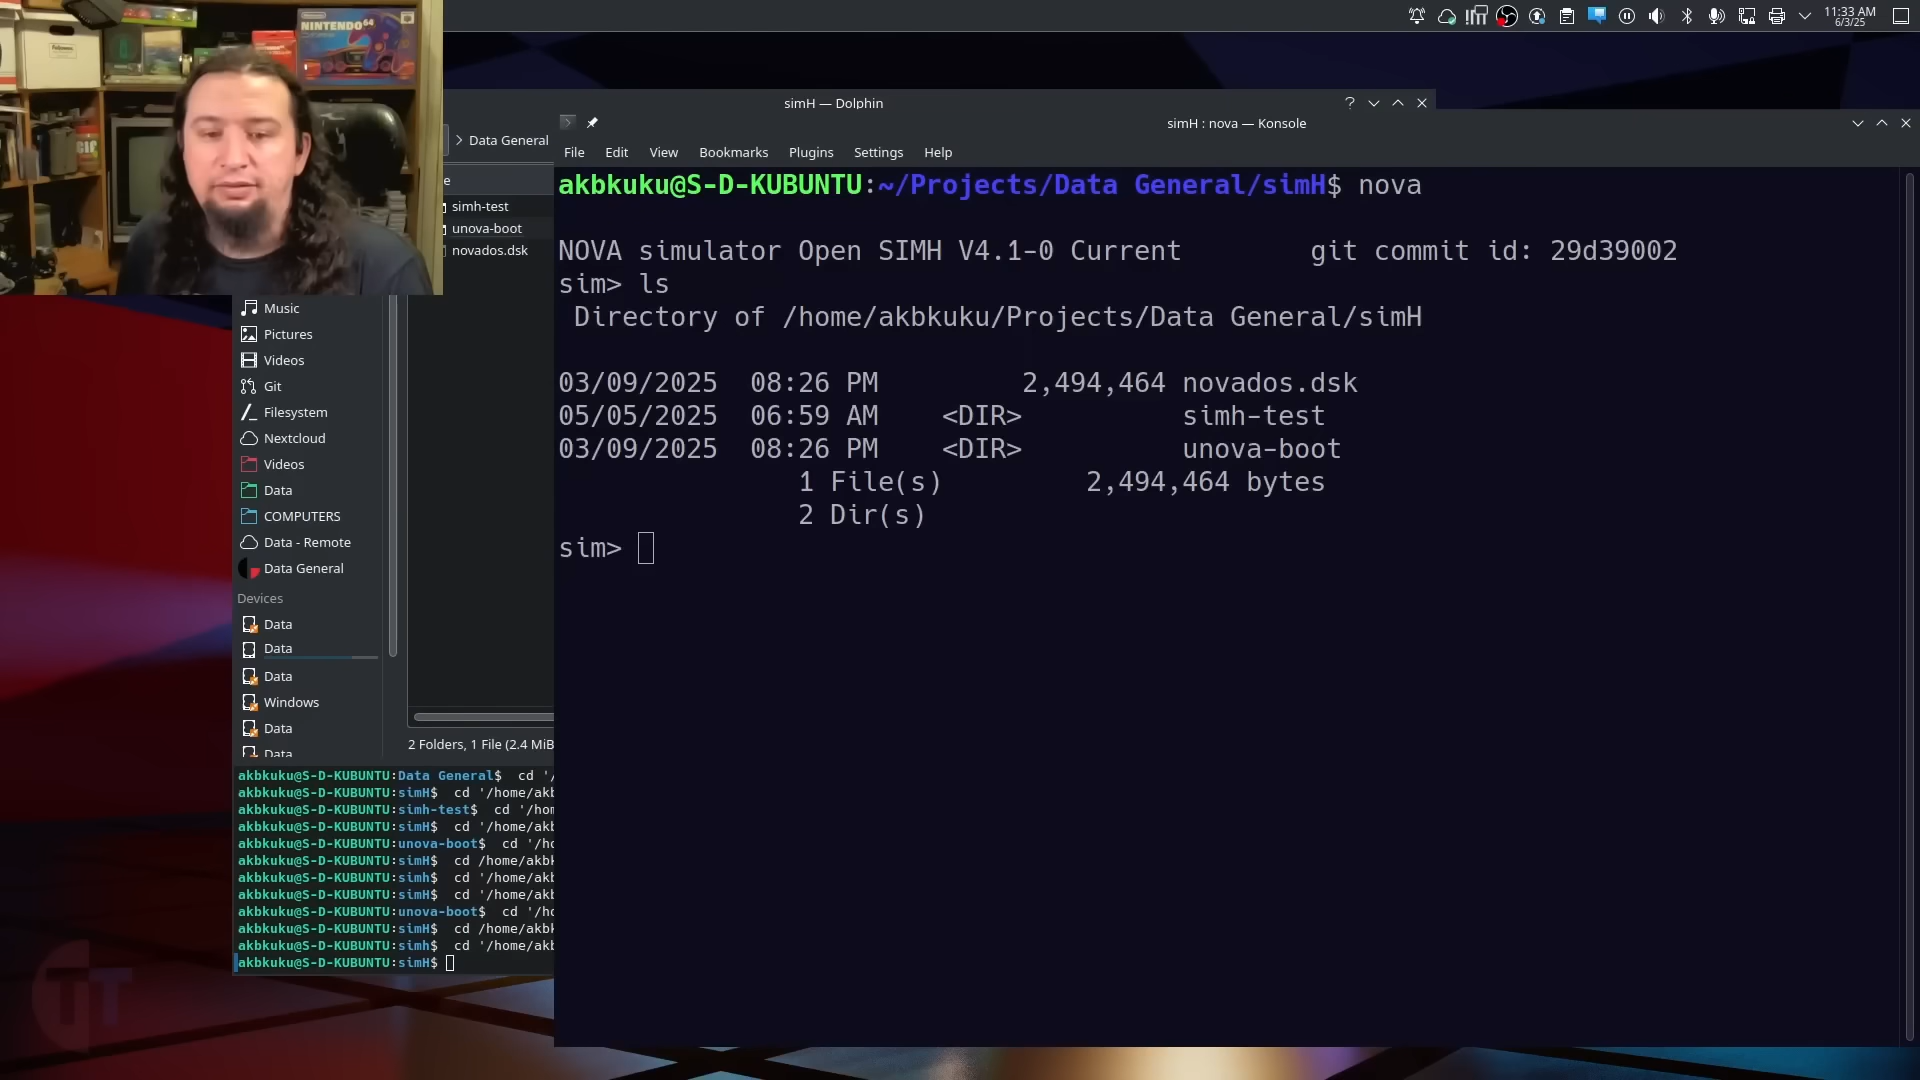 NINTENDO 64
11:33 AM
6/3/25
simH — Dolphin
Data General
simh-test
unova-boot
novados.dsk
Music
Pictures
Videos
Git
Filesystem
Nextcloud
Videos
Data
COMPUTERS
Data - Remote
Data General
Devices
Data
Data
Data
Windows
Data
Data
2 Folders, 1 File (2.4 MiB
akbkuku@S-D-KUBUNTU:Data General$  cd '/
akbkuku@S-D-KUBUNTU:simH$  cd '/home/akb
akbkuku@S-D-KUBUNTU:simh-test$  cd '/hom
akbkuku@S-D-KUBUNTU:simH$  cd '/home/akb
akbkuku@S-D-KUBUNTU:unova-boot$  cd '/ho
akbkuku@S-D-KUBUNTU:simH$  cd /home/akbk
akbkuku@S-D-KUBUNTU:simh$  cd '/home/akb
akbkuku@S-D-KUBUNTU:simH$  cd '/home/akb
akbkuku@S-D-KUBUNTU:unova-boot$  cd '/ho
akbkuku@S-D-KUBUNTU:simH$  cd /home/akbk
akbkuku@S-D-KUBUNTU:simh$  cd '/home/akb
akbkuku@S-D-KUBUNTU:simH$
simH : nova — Konsole
File Edit View Bookmarks Plugins Settings Help
akbkuku@S-D-KUBUNTU:~/Projects/Data General/simH$ nova
NOVA simulator Open SIMH V4.1-0 Current        git commit id: 29d39002
sim> ls
Directory of /home/akbkuku/Projects/Data General/simH
03/09/2025  08:26 PM         2,494,464 novados.dsk
05/05/2025  06:59 AM    <DIR>          simh-test
03/09/2025  08:26 PM    <DIR>          unova-boot
1 File(s)         2,494,464 bytes
2 Dir(s)
sim>
TT